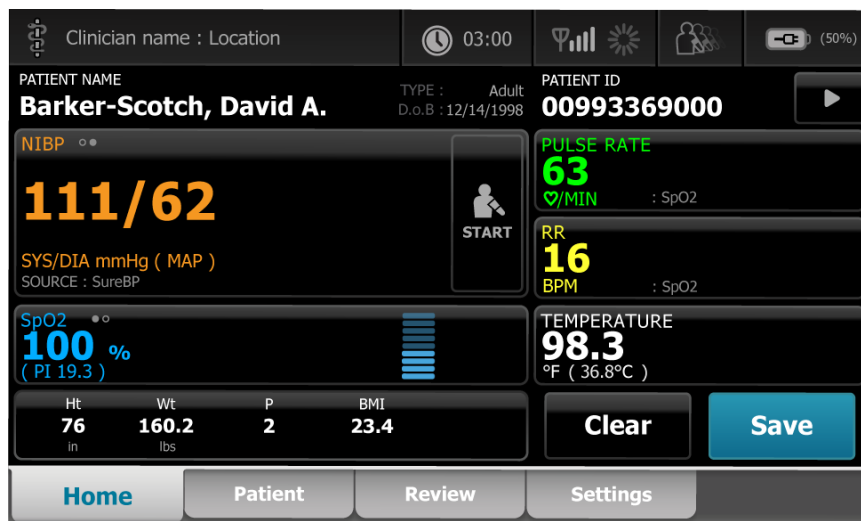 Clinician name : Location
03:00
(50%)
PATIENT NAME
Barker-Scotch, David A.
TYPE : Adult
D.o.B : 12/14/1998
PATIENT ID
00993369000
NIBP
111/62
SYS/DIA mmHg ( MAP )
SOURCE : SureBP
START
PULSE RATE
63
/MIN : SpO2
RR
16
BPM : SpO2
SpO2
100 %
( PI 19.3 )
TEMPERATURE
98.3
°F ( 36.8°C )
Ht Wt P BMI
76 160.2 2 23.4
in lbs
Clear
Save
Home Patient Review Settings